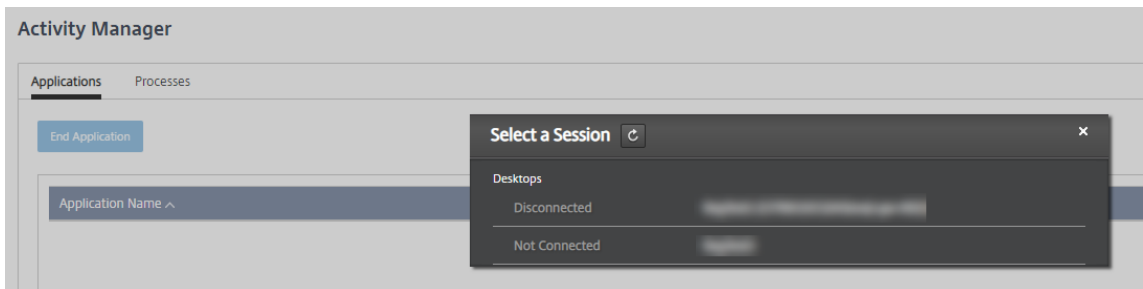 Activity Manager
Applications Processes
End Application
Select a Session
Application Name
Desktops
Disconnected
Not Connected